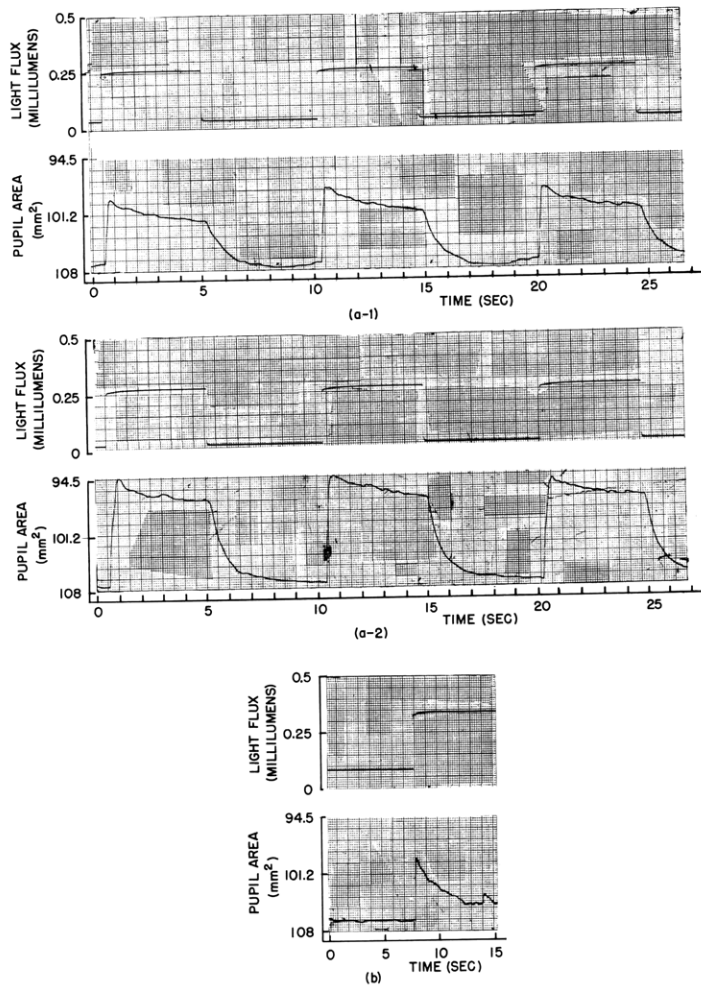 0.5
LIGHT FLUX
(MILLILUMENS)
0.25
0
94.5
PUPIL AREA
(mm²)
101.2
108
0 5 10 15 20 25
TIME (SEC)
(a-1)
0.5
LIGHT FLUX
(MILLILUMENS)
0.25
0
94.5
PUPIL AREA
(mm²)
101.2
108
0 5 10 15 20 25
TIME (SEC)
(a-2)
0.5
LIGHT FLUX
(MILLILUMENS)
0.25
0
94.5
PUPIL AREA
(mm²)
101.2
108
0 5 10 15
TIME (SEC)
(b)